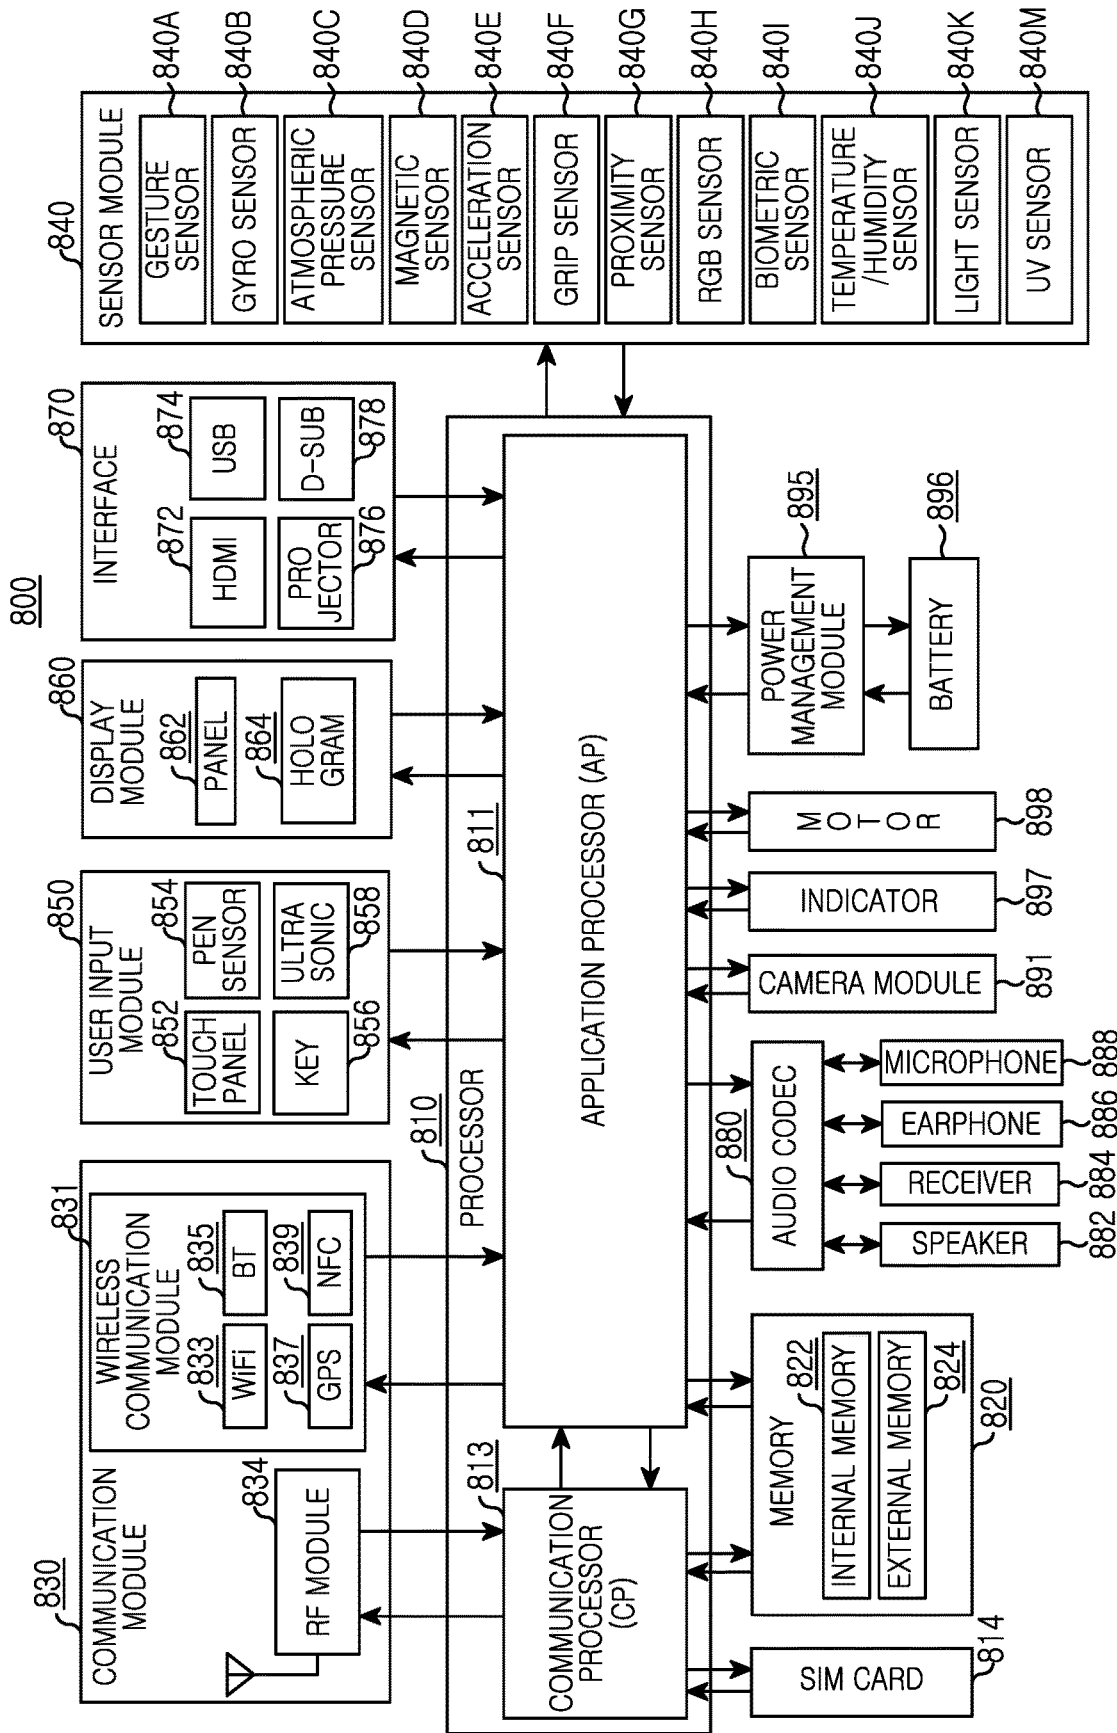 800
830
COMMUNICATION
MODULE
834
RF MODULE
831
WIRELESS
COMMUNICATION
MODULE
833
WiFi
835
BT
837
GPS
839
NFC
850
USER INPUT
MODULE
852
TOUCH
PANEL
854
PEN
SENSOR
KEY
856
ULTRA
SONIC
858
860
DISPLAY
MODULE
862
PANEL
864
HOLO
GRAM
870
INTERFACE
872
HDMI
874
USB
PRO
JECTOR
876
D-SUB
878
840
SENSOR MODULE
GESTURE
SENSOR
840A
GYRO SENSOR
840B
ATMOSPHERIC
PRESSURE
SENSOR
840C
MAGNETIC
SENSOR
840D
ACCELERATION
SENSOR
840E
GRIP SENSOR
840F
PROXIMITY
SENSOR
840G
RGB SENSOR
840H
BIOMETRIC
SENSOR
840I
TEMPERATURE
/HUMIDITY
SENSOR
840J
LIGHT SENSOR
840K
UV SENSOR
840M
810
PROCESSOR
813
COMMUNICATION
PROCESSOR
(CP)
811
APPLICATION PROCESSOR (AP)
SIM CARD
814
MEMORY
822
INTERNAL MEMORY
EXTERNAL MEMORY
824
820
880
AUDIO CODEC
SPEAKER
882
RECEIVER
884
EARPHONE
886
MICROPHONE
888
CAMERA MODULE
891
INDICATOR
897
MOTOR
898
POWER
MANAGEMENT
MODULE
895
BATTERY
896